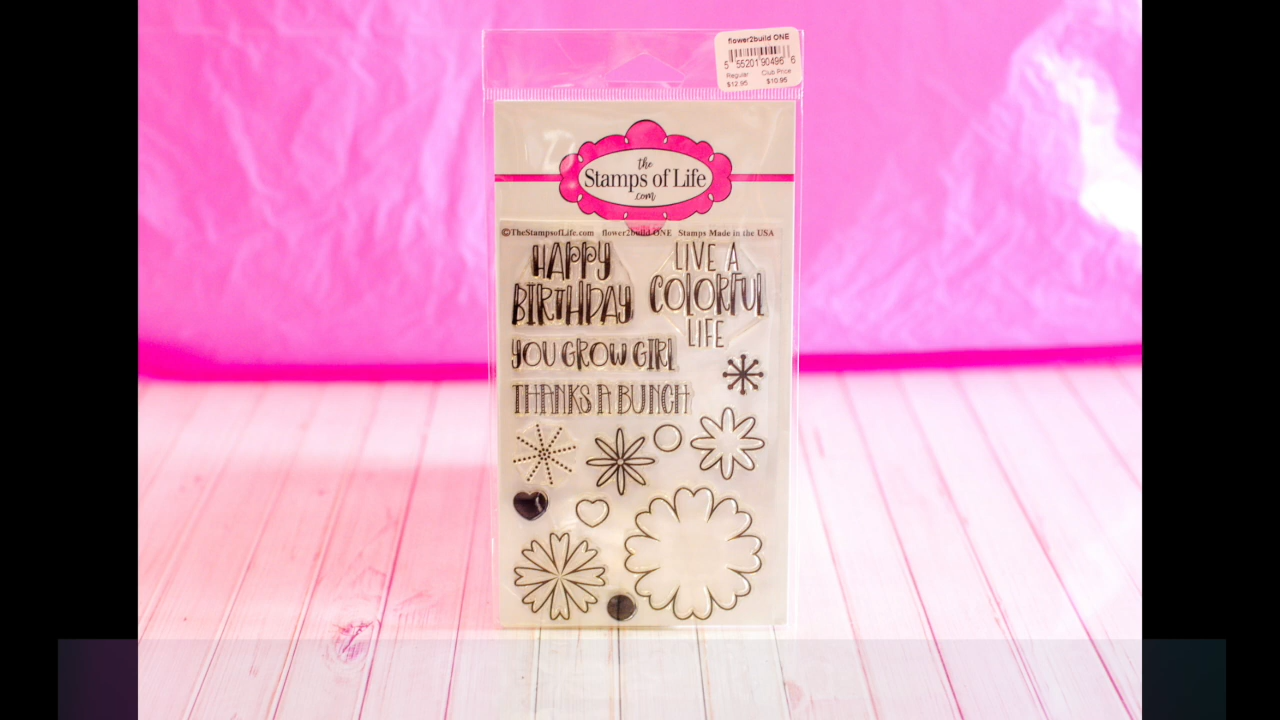 flower2build ONE
5 55201 90496 6
Regular Club Price
$12.95 $10.95
the
Stamps of Life
.com
©TheStampsofLife.com flower2build ONE Stamps Made in the USA
HAPPY
BIRTHDAY
LIVE A
COLORFUL
LIFE
YOU GROW GIRL
THANKS A BUNCH